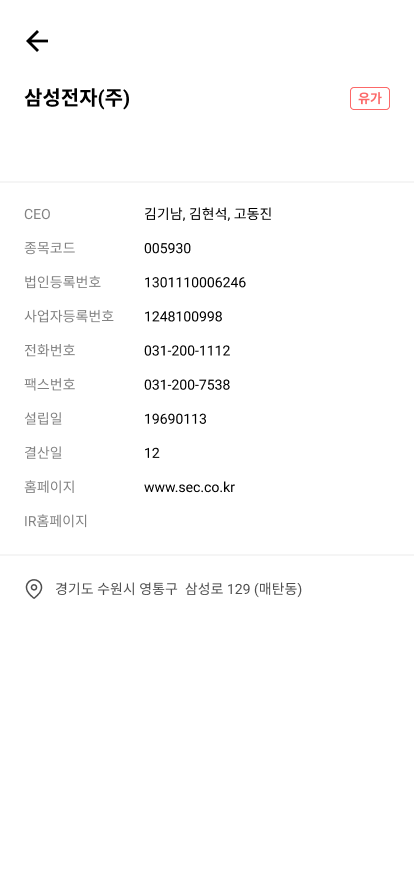 삼성전자(주) 유가
CEO 김기남, 김현석, 고동진
종목코드 005930
법인등록번호 1301110006246
사업자등록번호 1248100998
전화번호 031-200-1112
팩스번호 031-200-7538
설립일 19690113
결산일 12
홈페이지 www.sec.co.kr
IR홈페이지
경기도 수원시 영통구  삼성로 129 (매탄동)